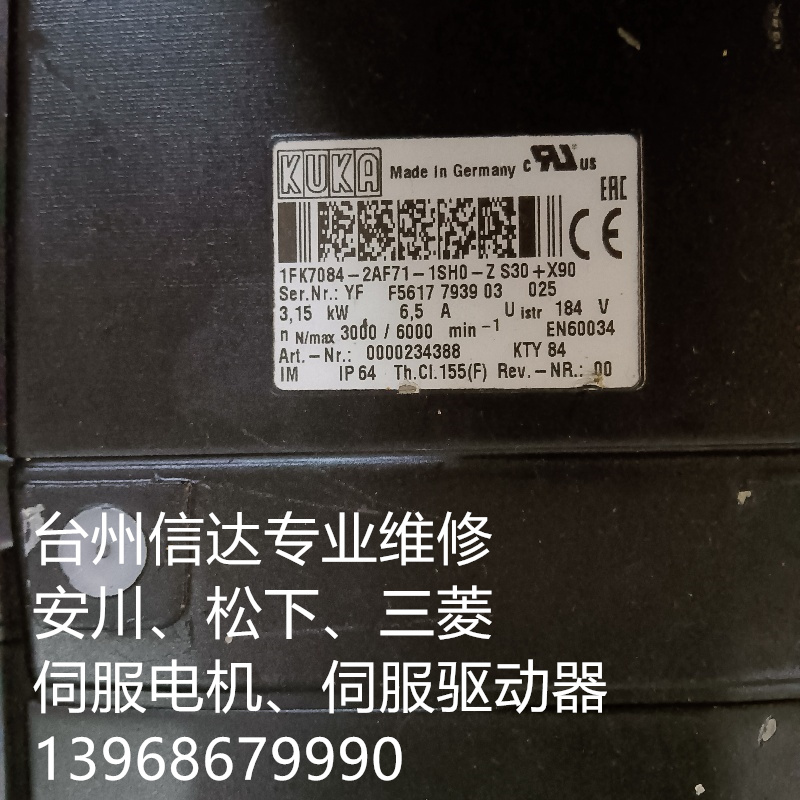 KUKA Made in Germany c RU us
EAC
CE
1FK7084-2AF71-1SH0-Z S30+X90
Ser.Nr.: YF F5617 7939 03 025
3,15 kW 6,5 A U istr 184 V
n N/max 3000 / 6000 min -1 EN60034
Art.-Nr.: 0000234388 KTY 84
IM IP64 Th.Cl.155(F) Rev.-NR.: 00
台州信达专业维修
安川、松下、三菱
伺服电机、伺服驱动器
13968679990